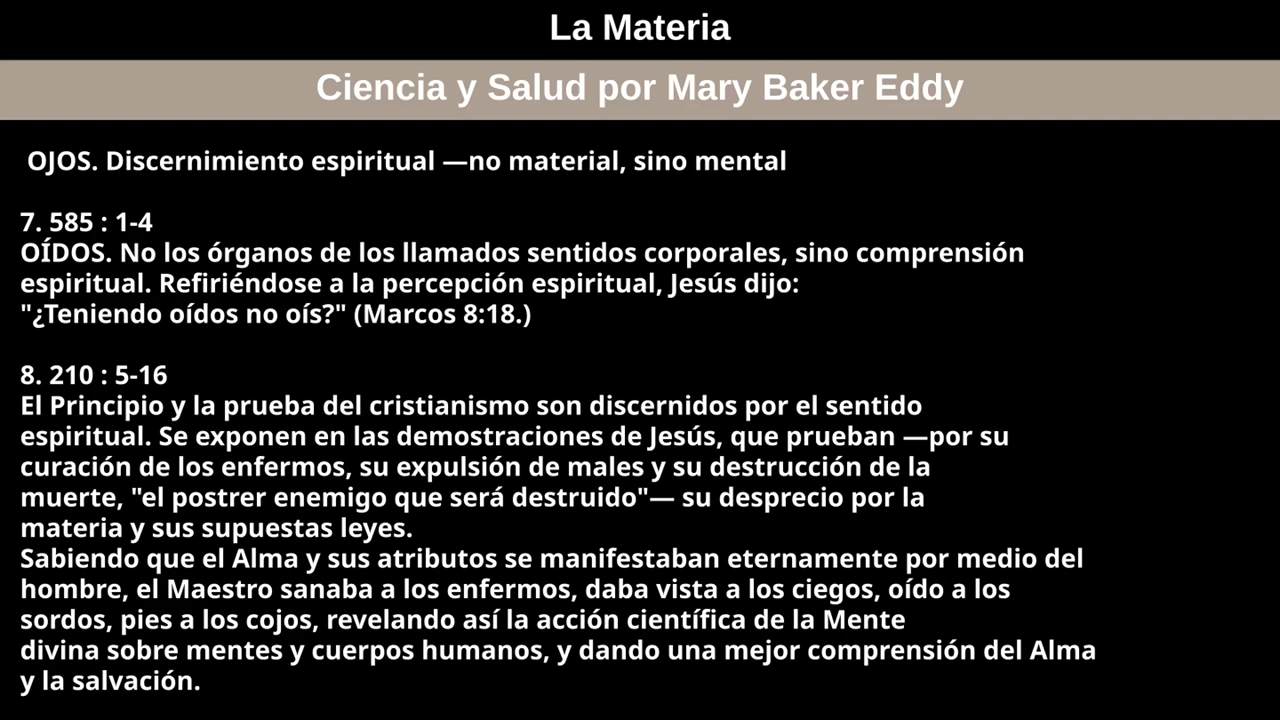 La Materia
Ciencia y Salud por Mary Baker Eddy
OJOS. Discernimiento espiritual —no material, sino mental
7. 585 : 1-4
OÍDOS. No los órganos de los llamados sentidos corporales, sino comprensión
espiritual. Refiriéndose a la percepción espiritual, Jesús dijo:
"¿Teniendo oídos no oís?" (Marcos 8:18.)
8. 210 : 5-16
El Principio y la prueba del cristianismo son discernidos por el sentido
espiritual. Se exponen en las demostraciones de Jesús, que prueban —por su
curación de los enfermos, su expulsión de males y su destrucción de la
muerte, "el postrer enemigo que será destruido"— su desprecio por la
materia y sus supuestas leyes.
Sabiendo que el Alma y sus atributos se manifestaban eternamente por medio del
hombre, el Maestro sanaba a los enfermos, daba vista a los ciegos, oído a los
sordos, pies a los cojos, revelando así la acción científica de la Mente
divina sobre mentes y cuerpos humanos, y dando una mejor comprensión del Alma
y la salvación.